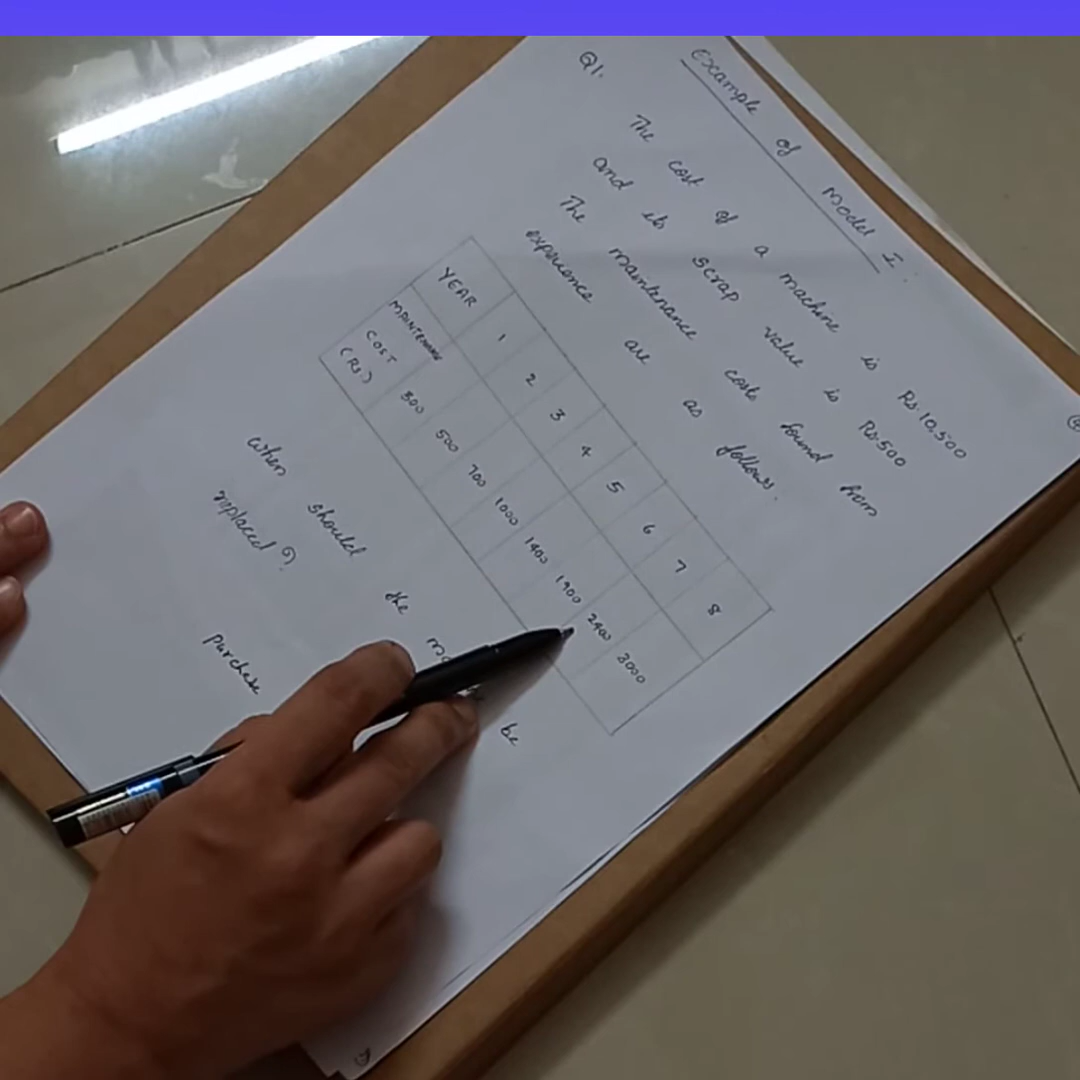 Example of Model I
Q1. The cost of a machine is Rs. 10,500
and its scrap value is Rs. 500
The maintenance costs found from
experience are as follows.
YEAR 1 2 3 4 5 6 7 8
COST (Rs.) 300 500 700 1000 1400 1900 2400 3000
when should the be
replaced?
Purchase